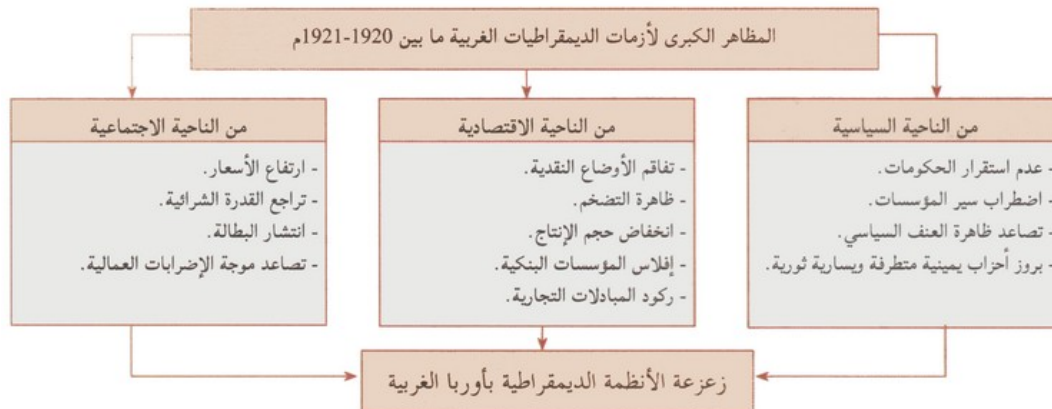 المظاهر الكبرى لأزمات الديمقراطيات الغربية ما بين 1920-1921م
من الناحية السياسية
- عدم استقرار الحكومات.
- اضطراب سير المؤسسات.
- تصاعد ظاهرة العنف السياسي.
- بروز أحزاب يمينية متطرفة ويسارية ثورية.
من الناحية الاقتصادية
- تفاقم الأوضاع النقدية.
- ظاهرة التضخم.
- انخفاض حجم الإنتاج.
- إفلاس المؤسسات البنكية.
- ركود المبادلات التجارية.
من الناحية الاجتماعية
- ارتفاع الأسعار.
- تراجع القدرة الشرائية.
- انتشار البطالة.
- تصاعد موجة الإضرابات العمالية.
زعزعة الأنظمة الديمقراطية بأوربا الغربية